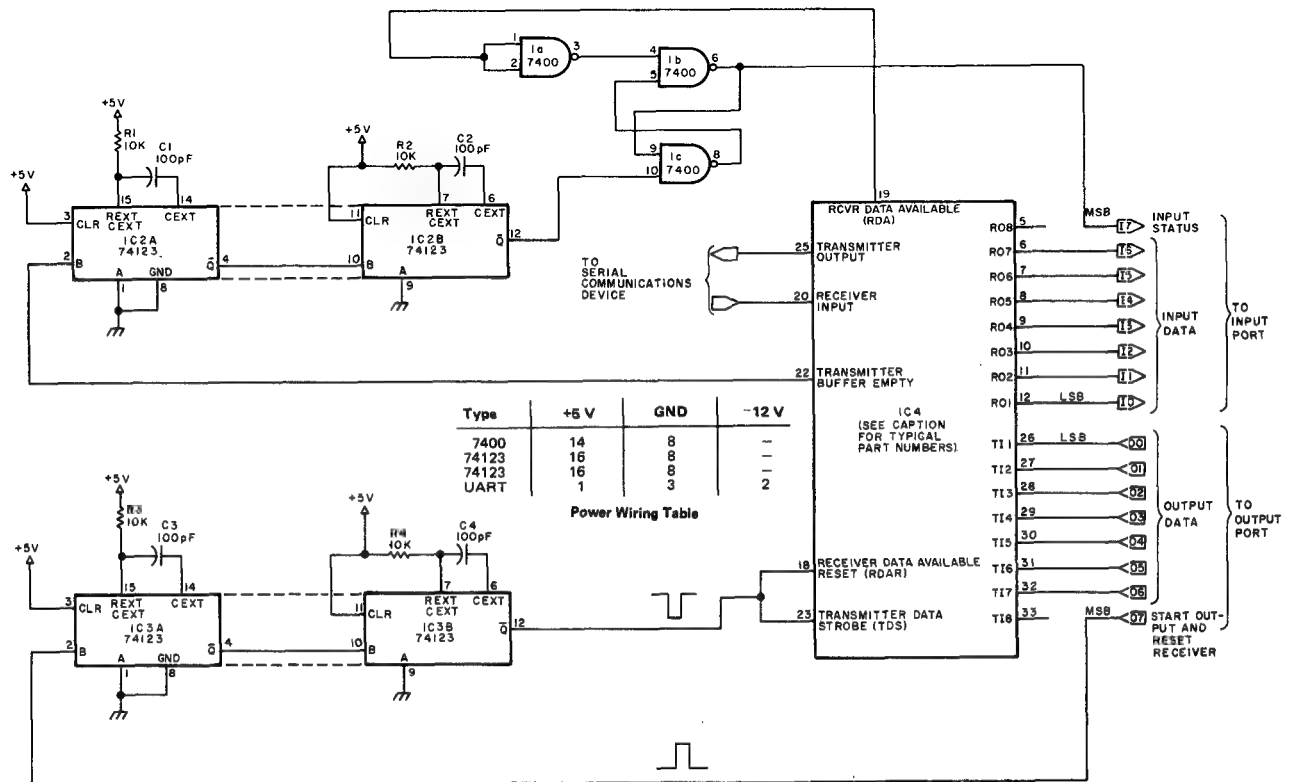 1
2
Ia
7400
3
4
5
Ib
7400
6
9
10
Ic
7400
8
+5V
R1
10K
C1
100pF
+5V
15
14
3
CLR
REXT
CEXT
CEXT
IC2A
74123
2
B
A
GND
Q
4
1
8
+5V
R2
10K
C2
100pF
11
7
6
CLR
REXT
CEXT
CEXT
IC2B
74123
10
B
A
Q
12
9
TO
SERIAL
COMMUNICATIONS
DEVICE
19
RCVR DATA AVAILABLE
(RDA)
25
TRANSMITTER
OUTPUT
20
RECEIVER
INPUT
22
TRANSMITTER
BUFFER EMPTY
IC4
(SEE CAPTION
FOR TYPICAL
PART NUMBERS)
18
RECEIVER DATA AVAILABLE
RESET (RDAR)
23
TRANSMITTER DATA
STROBE (TDS)
RO8 5
MSB I7
INPUT
STATUS
RO7 6 I6
RO6 7 I5
RO5 8 I4
RO4 9 I3
RO3 10 I2
RO2 11 I1
RO1 12 LSB I0
INPUT
DATA
TO
INPUT
PORT
TI1 26 LSB O0
TI2 27 O1
TI3 28 O2
TI4 29 O3
TI5 30 O4
TI6 31 O5
TI7 32 O6
TI8 33
MSB O7
OUTPUT
DATA
TO
OUTPUT
PORT
START OUT-
PUT AND
RESET
RECEIVER
Type +5 V GND -12 V
7400 14 8 –
74123 16 8 –
74123 16 8 –
UART 1 3 2
Power Wiring Table
+5V
R3
10K
C3
100pF
+5V
15
14
3
CLR
REXT
CEXT
CEXT
IC3A
74123
2
B
A
GND
Q
4
1
8
+5V
R4
10K
C4
100pF
11
7
6
CLR
REXT
CEXT
CEXT
IC3B
74123
10
B
A
Q
12
9